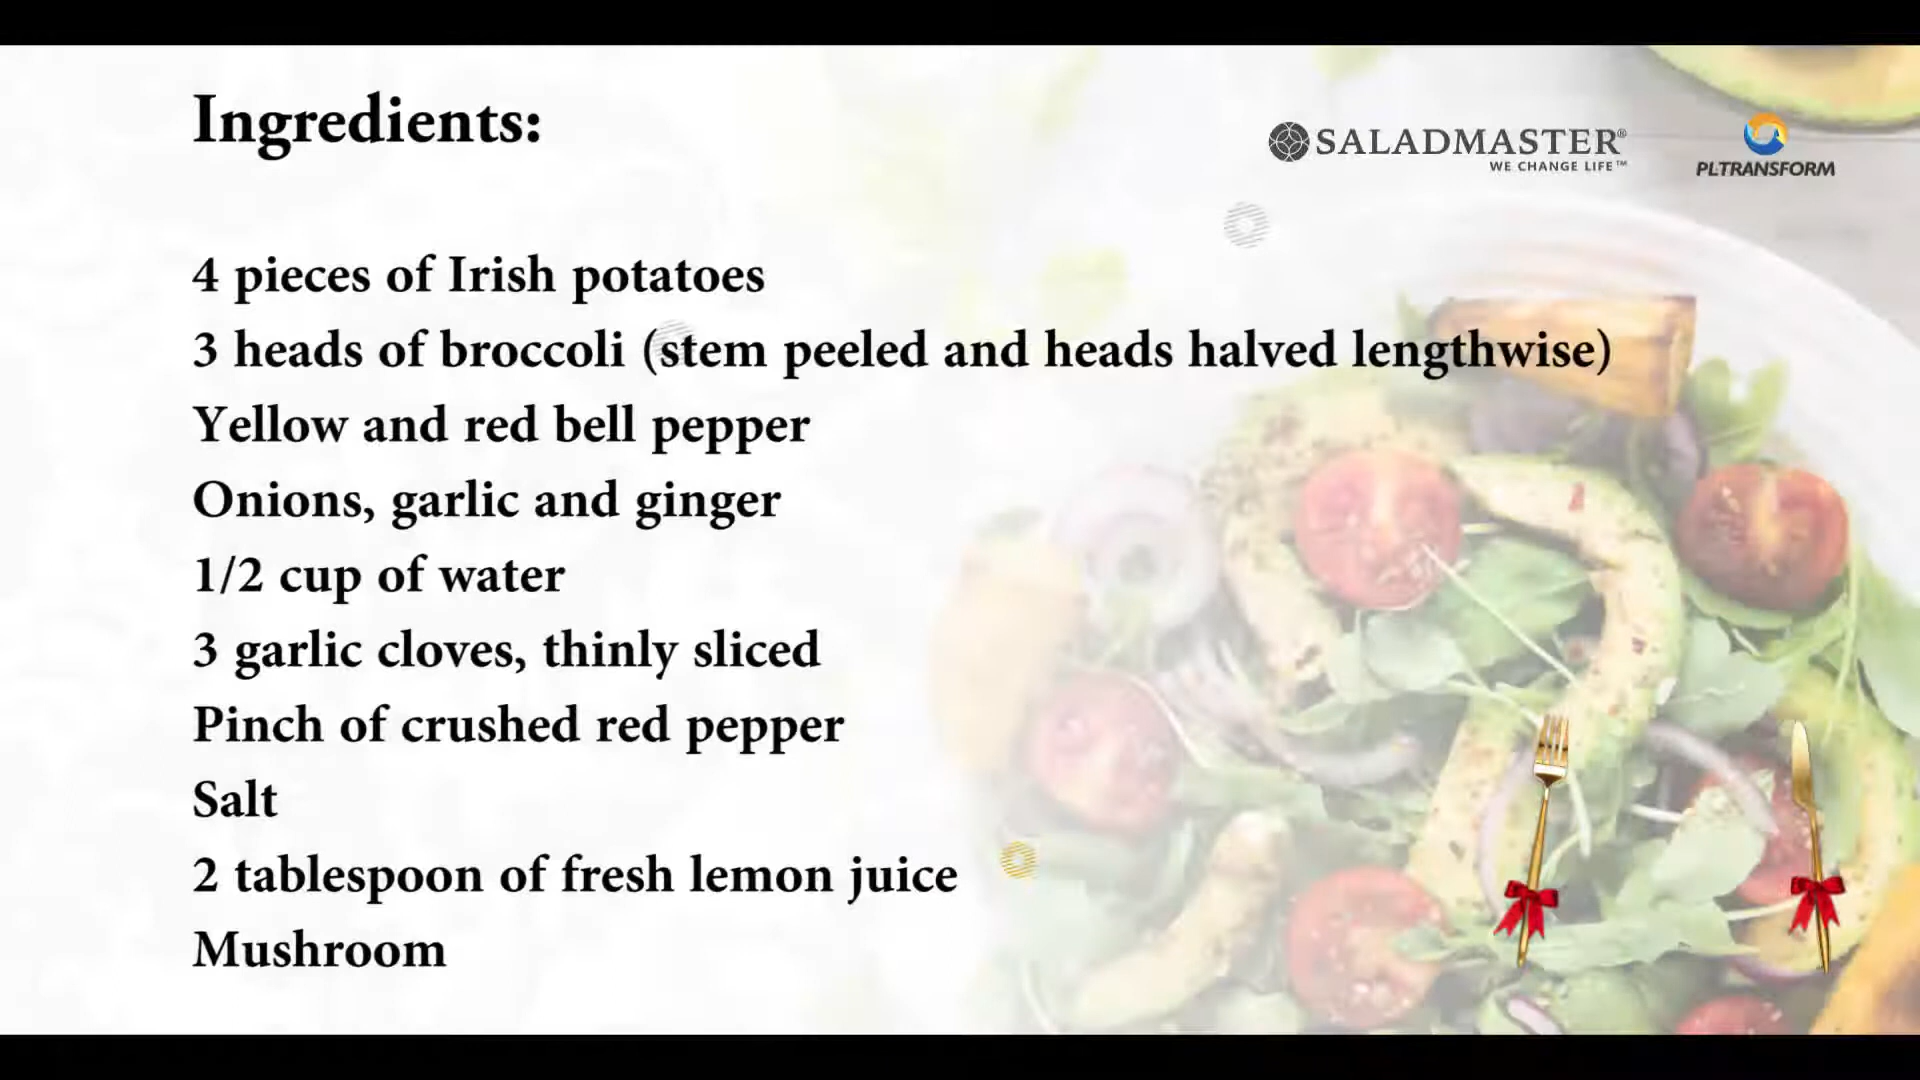 Ingredients:
SALADMASTER®
WE CHANGE LIFE™
PLTRANSFORM
4 pieces of Irish potatoes
3 heads of broccoli (stem peeled and heads halved lengthwise)
Yellow and red bell pepper
Onions, garlic and ginger
1/2 cup of water
3 garlic cloves, thinly sliced
Pinch of crushed red pepper
Salt
2 tablespoon of fresh lemon juice
Mushroom